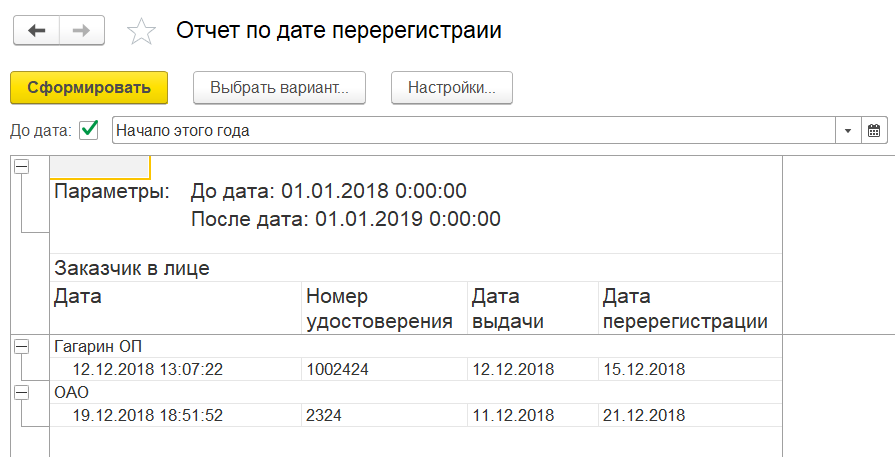 Отчет по дате перерегистраии
Сформировать Выбрать вариант... Настройки...
До дата: Начало этого года
Параметры: До дата: 01.01.2018 0:00:00
После дата: 01.01.2019 0:00:00
Заказчик в лице
Дата Номер удостоверения Дата выдачи Дата перерегистрации
Гагарин ОП
12.12.2018 13:07:22 1002424 12.12.2018 15.12.2018
ОАО
19.12.2018 18:51:52 2324 11.12.2018 21.12.2018